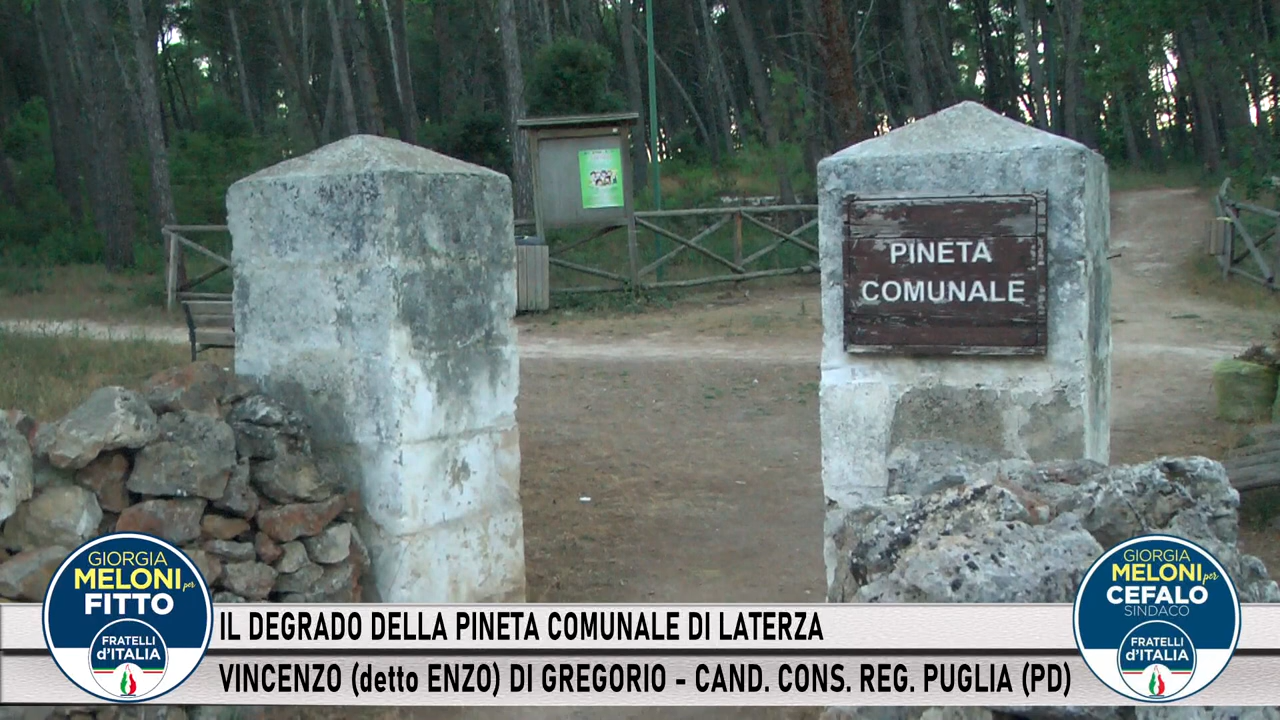 PINETA
COMUNALE
GIORGIA
MELONI per
FITTO
FRATELLI
d'ITALIA
IL DEGRADO DELLA PINETA COMUNALE DI LATERZA
VINCENZO (detto ENZO) DI GREGORIO – CAND. CONS. REG. PUGLIA (PD)
GIORGIA
MELONI per
CEFALO
SINDACO
FRATELLI
d'ITALIA